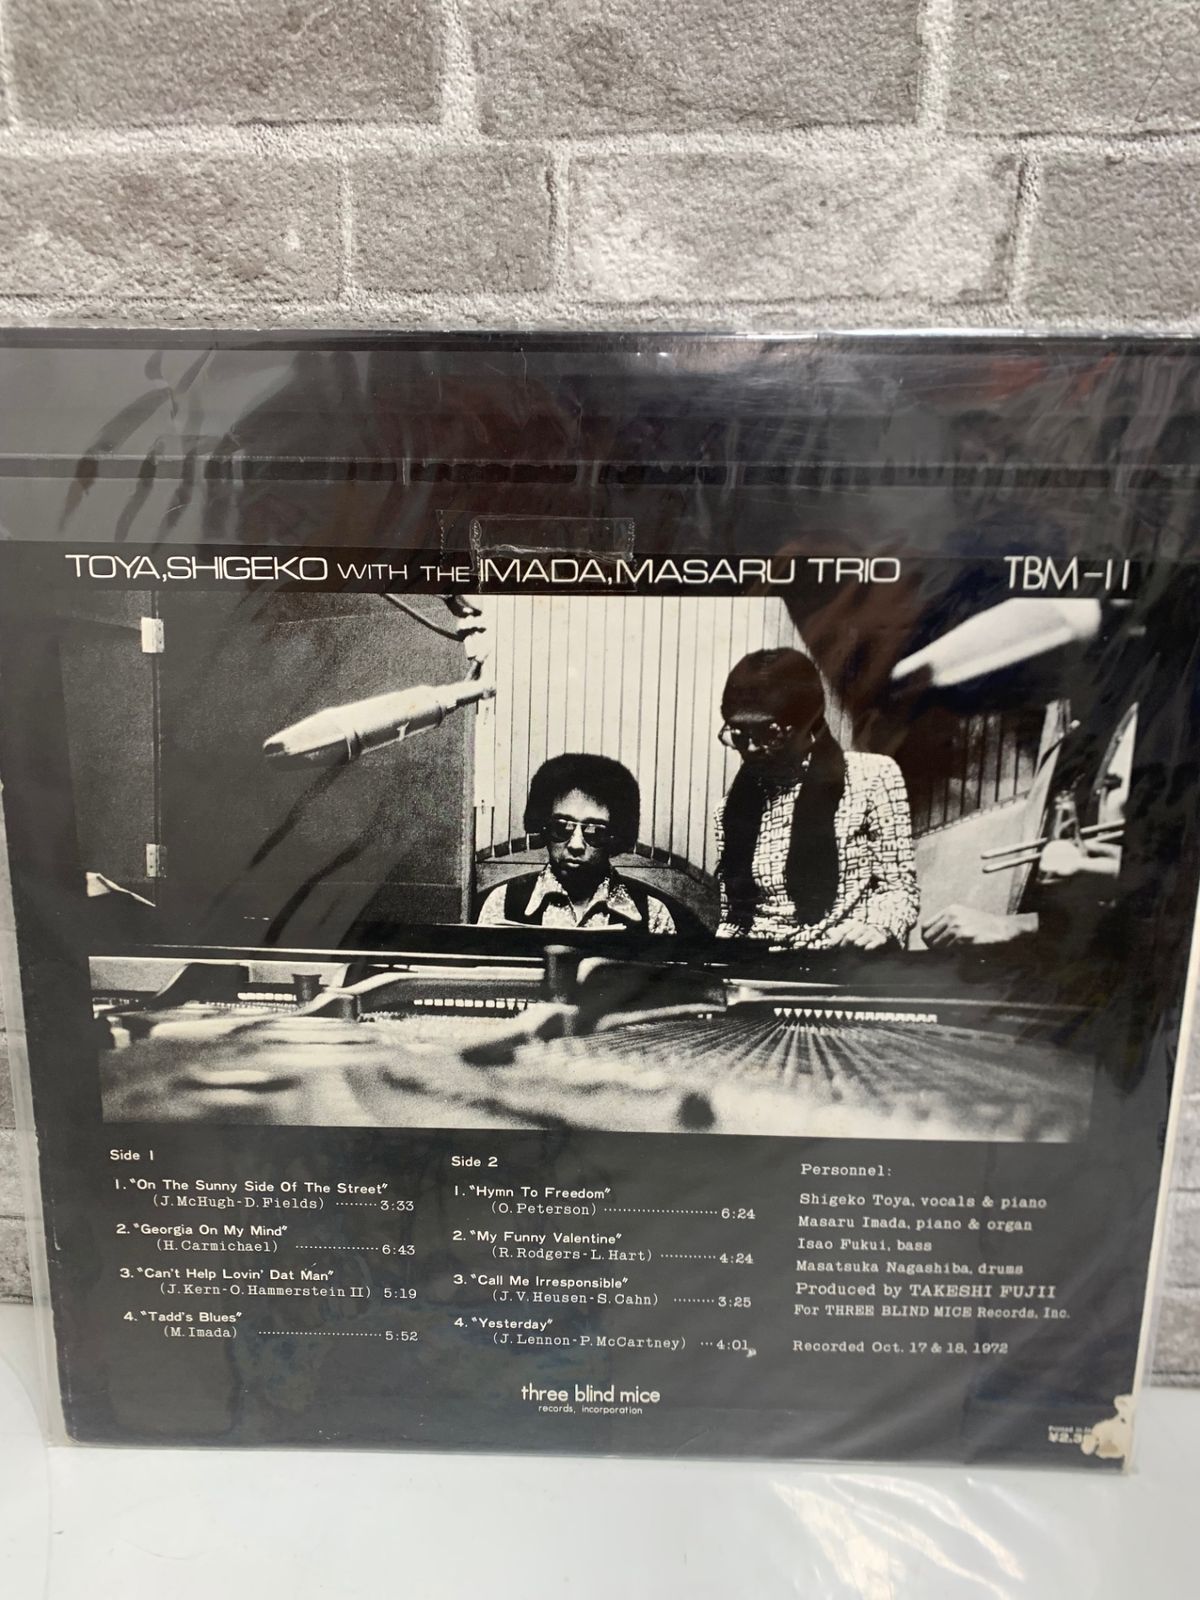 TOYA,SHIGEKO WITH THE IMADA,MASARU TRIO
TBM-11
Side 1
1. "On The Sunny Side Of The Street"
(J.McHugh-D.Fields) ·········3:33
2. "Georgia On My Mind"
(H.Carmichael) ··················6:43
3. "Can't Help Lovin' Dat Man"
(J.Kern-O.Hammerstein II) 5:19
4. "Tadd's Blues"
(M.Imada) ··························5:52
Side 2
1. "Hymn To Freedom"
(O.Peterson) ························6:24
2. "My Funny Valentine"
(R.Rodgers-L.Hart) ············4:24
3. "Call Me Irresponsible"
(J.V.Heusen-S.Cahn) ·········3:25
4. "Yesterday"
(J.Lennon-P.McCartney) ···4:01
Personnel:
Shigeko Toya, vocals & piano
Masaru Imada, piano & organ
Isao Fukui, bass
Masatsuka Nagashiba, drums
Produced by TAKESHI FUJII
For THREE BLIND MICE Records, Inc.
Recorded Oct. 17 & 18, 1972
three blind mice
records, incorporation
Printed in